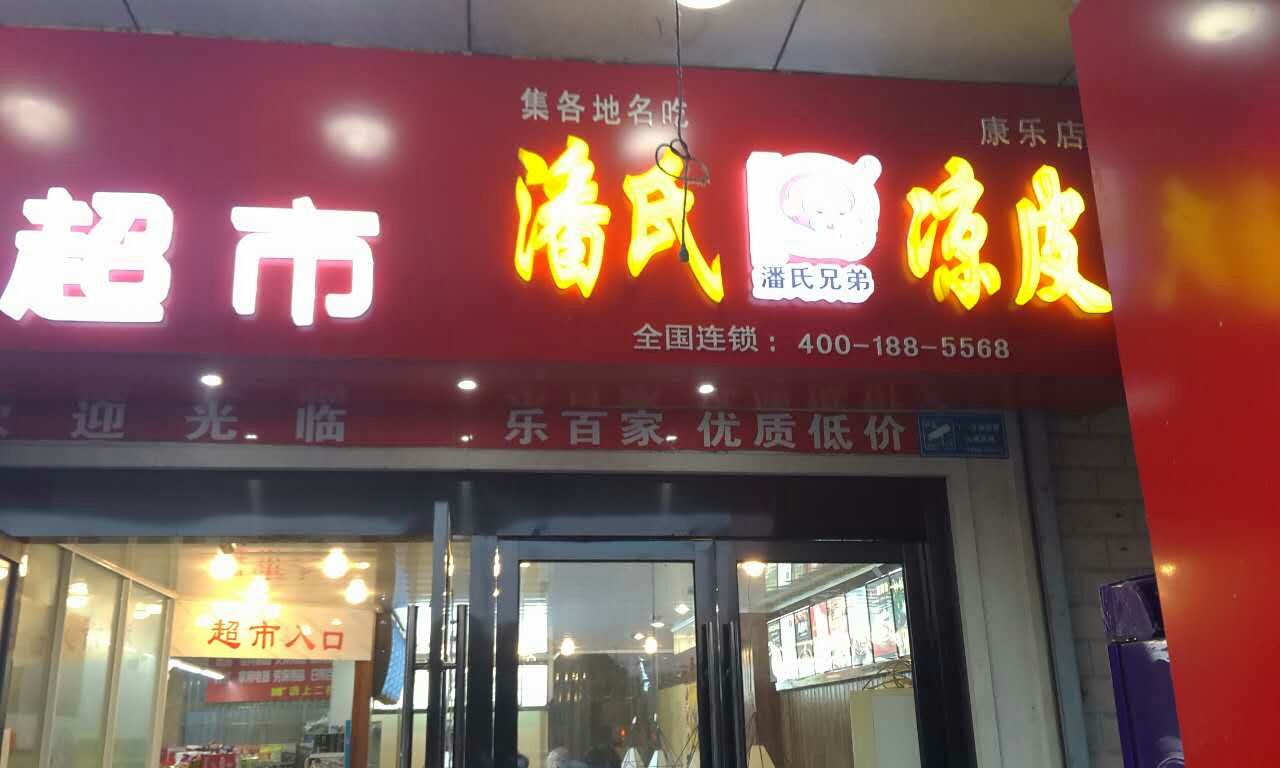 集各地名吃
康乐店
超市
潘氏
凉皮
潘氏兄弟
全国连锁：400-188-5568
迎光临
乐百家 优质低价
超市入口